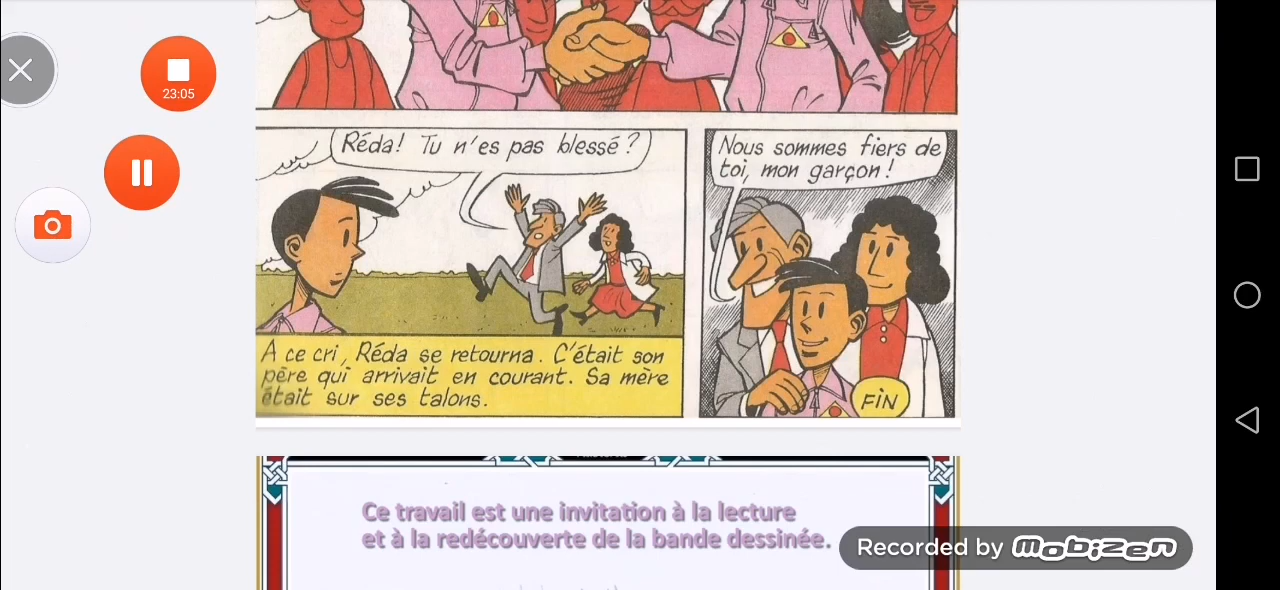 23:05
Réda! Tu n'es pas blessé?
Nous sommes fiers de
toi, mon garçon!
A ce cri, Réda se retourna. C'était son
père qui arrivait en courant. Sa mère
était sur ses talons.
FIN
Ce travail est une invitation à la lecture
et à la redécouverte de la bande dessinée.
Recorded by mobizen